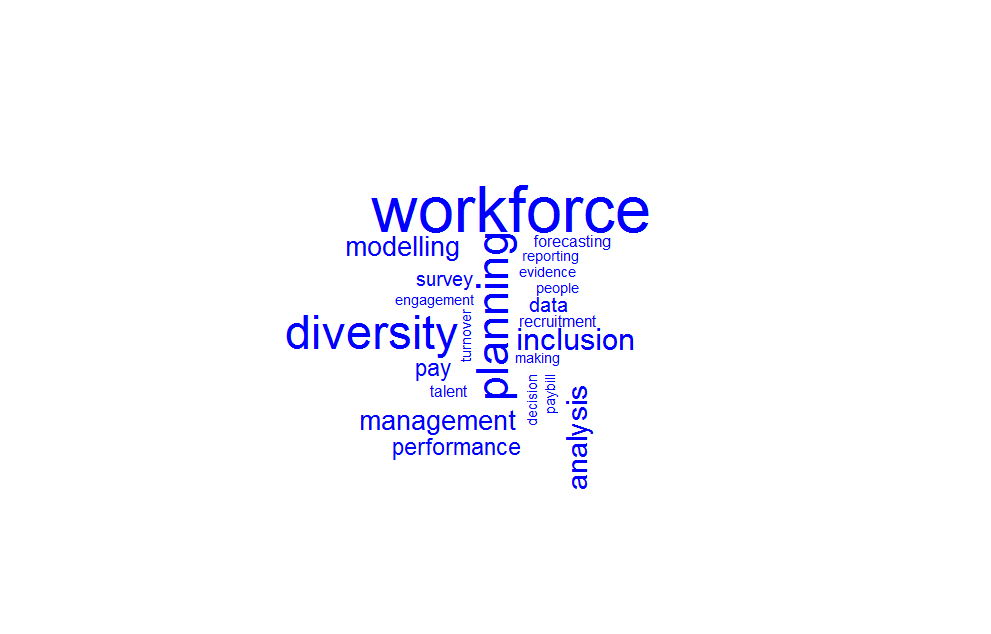 workforce
modelling
planning
forecasting
reporting
evidence
survey
people
engagement
data
turnover
recruitment
diversity
inclusion
making
pay
talent
decision
paybill
analysis
management
performance